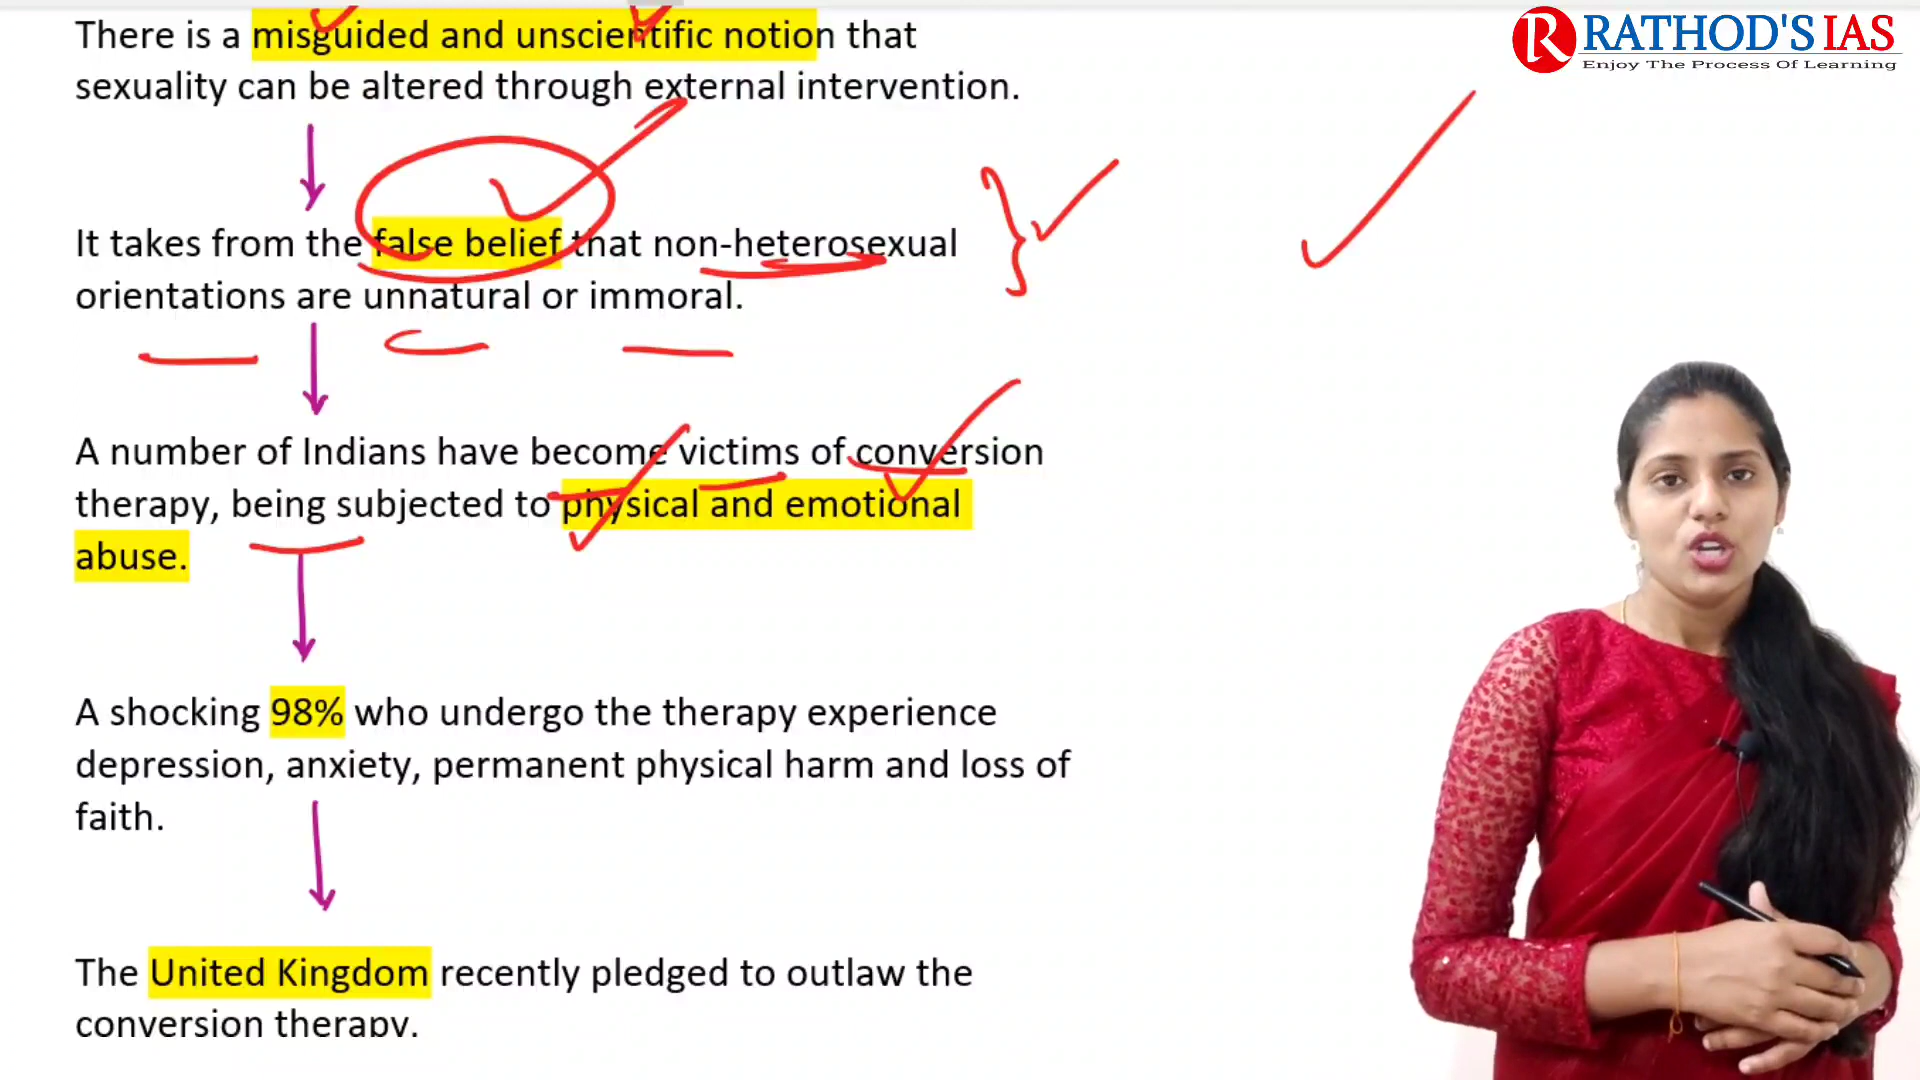 RATHOD'S IAS
Enjoy The Process Of Learning
There is a misguided and unscientific notion that
sexuality can be altered through external intervention.
It takes from the false belief that non-heterosexual
orientations are unnatural or immoral.
A number of Indians have become victims of conversion
therapy, being subjected to physical and emotional
abuse.
A shocking 98% who undergo the therapy experience
depression, anxiety, permanent physical harm and loss of
faith.
The United Kingdom recently pledged to outlaw the
conversion therapy.